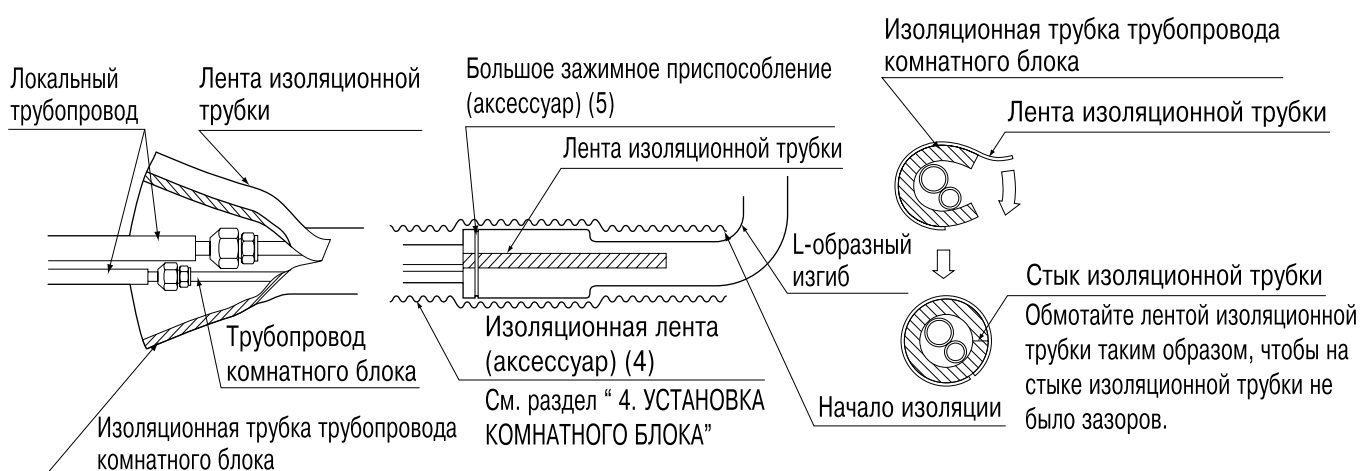 Локальный
трубопровод
Лента изоляционной
трубки
Большое зажимное приспособление
(аксессуар) (5)
Лента изоляционной трубки
Изоляционная трубка трубопровода
комнатного блока
Лента изоляционной трубки
L-образный
изгиб
Стык изоляционной трубки
Обмотайте лентой изоляционной
трубки таким образом, чтобы на
стыке изоляционной трубки не
было зазоров.
Трубопровод
комнатного блока
Изоляционная лента
(аксессуар) (4)
См. раздел “ 4. УСТАНОВКА
КОМНАТНОГО БЛОКА”
Начало изоляции
Изоляционная трубка трубопровода
комнатного блока